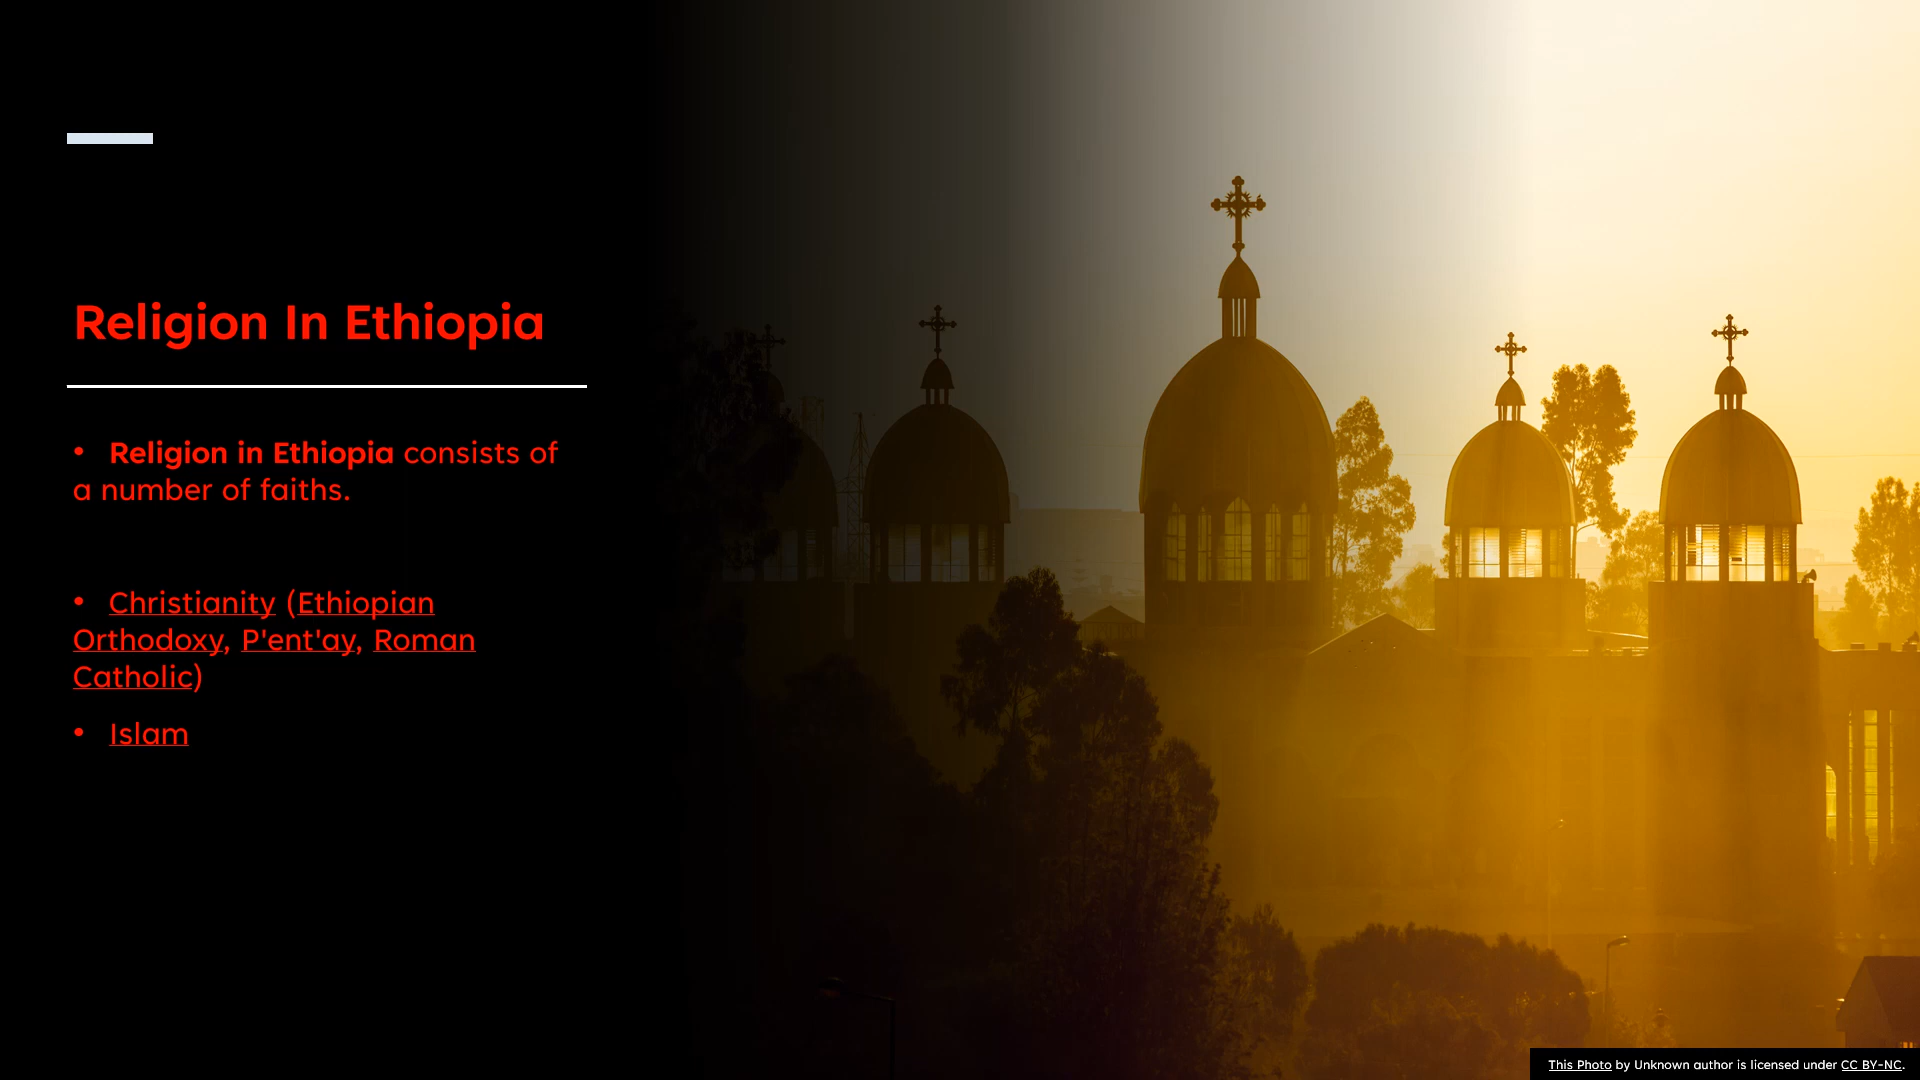 Religion In Ethiopia
• Religion in Ethiopia consists of
a number of faiths.
• Christianity (Ethiopian
Orthodoxy, P'ent'ay, Roman
Catholic)
• Islam
This Photo by Unknown author is licensed under CC BY-NC.